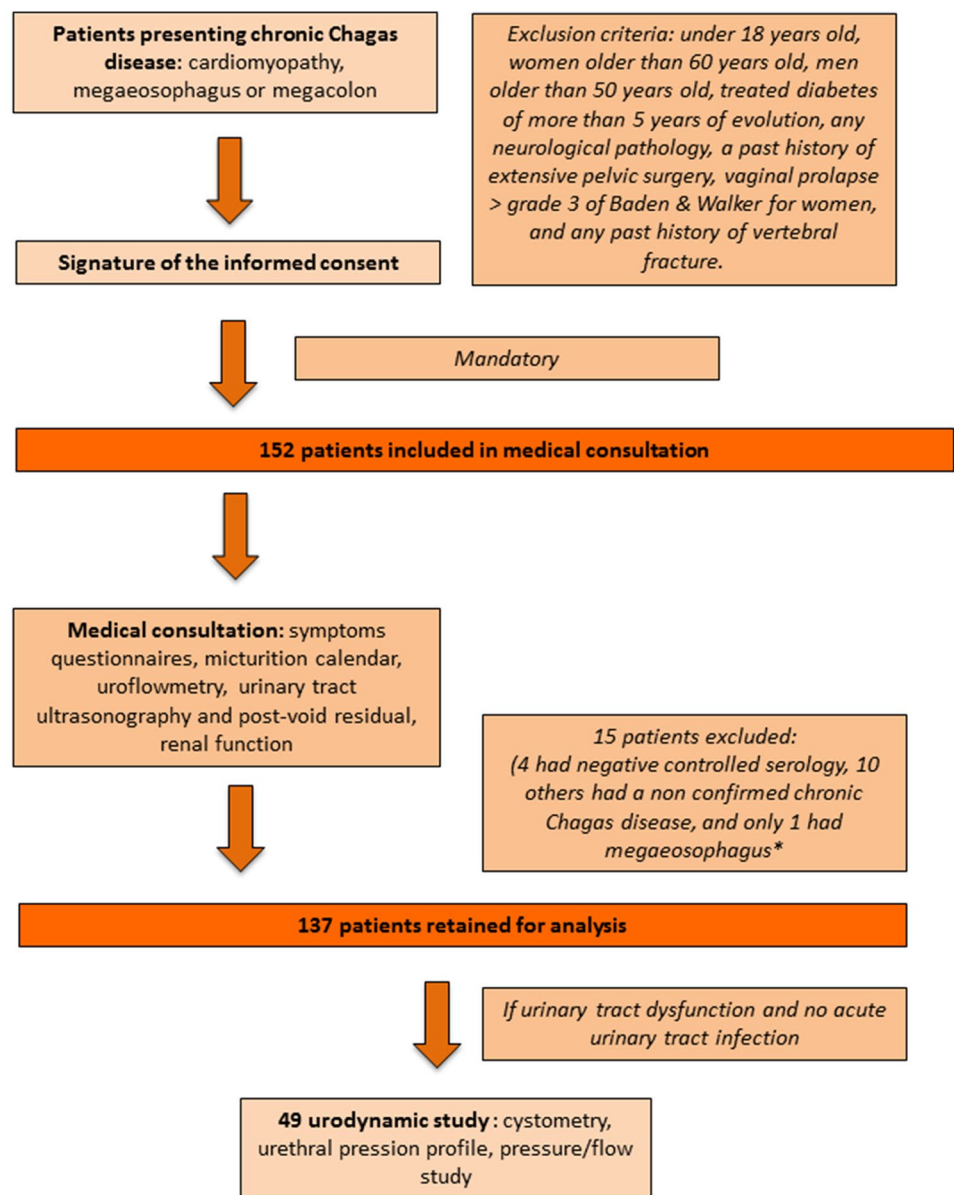 Patients presenting chronic Chagas
disease: cardiomyopathy,
megaeosophagus or megacolon
Exclusion criteria: under 18 years old,
women older than 60 years old, men
older than 50 years old, treated diabetes
of more than 5 years of evolution, any
neurological pathology, a past history of
extensive pelvic surgery, vaginal prolapse
> grade 3 of Baden & Walker for women,
and any past history of vertebral
fracture.
Signature of the informed consent
Mandatory
152 patients included in medical consultation
Medical consultation: symptoms
questionnaires, micturition calendar,
uroflowmetry, urinary tract
ultrasonography and post-void residual,
renal function
15 patients excluded:
(4 had negative controlled serology, 10
others had a non confirmed chronic
Chagas disease, and only 1 had
megaeosophagus*
137 patients retained for analysis
If urinary tract dysfunction and no acute
urinary tract infection
49 urodynamic study : cystometry,
urethral pression profile, pressure/flow
study